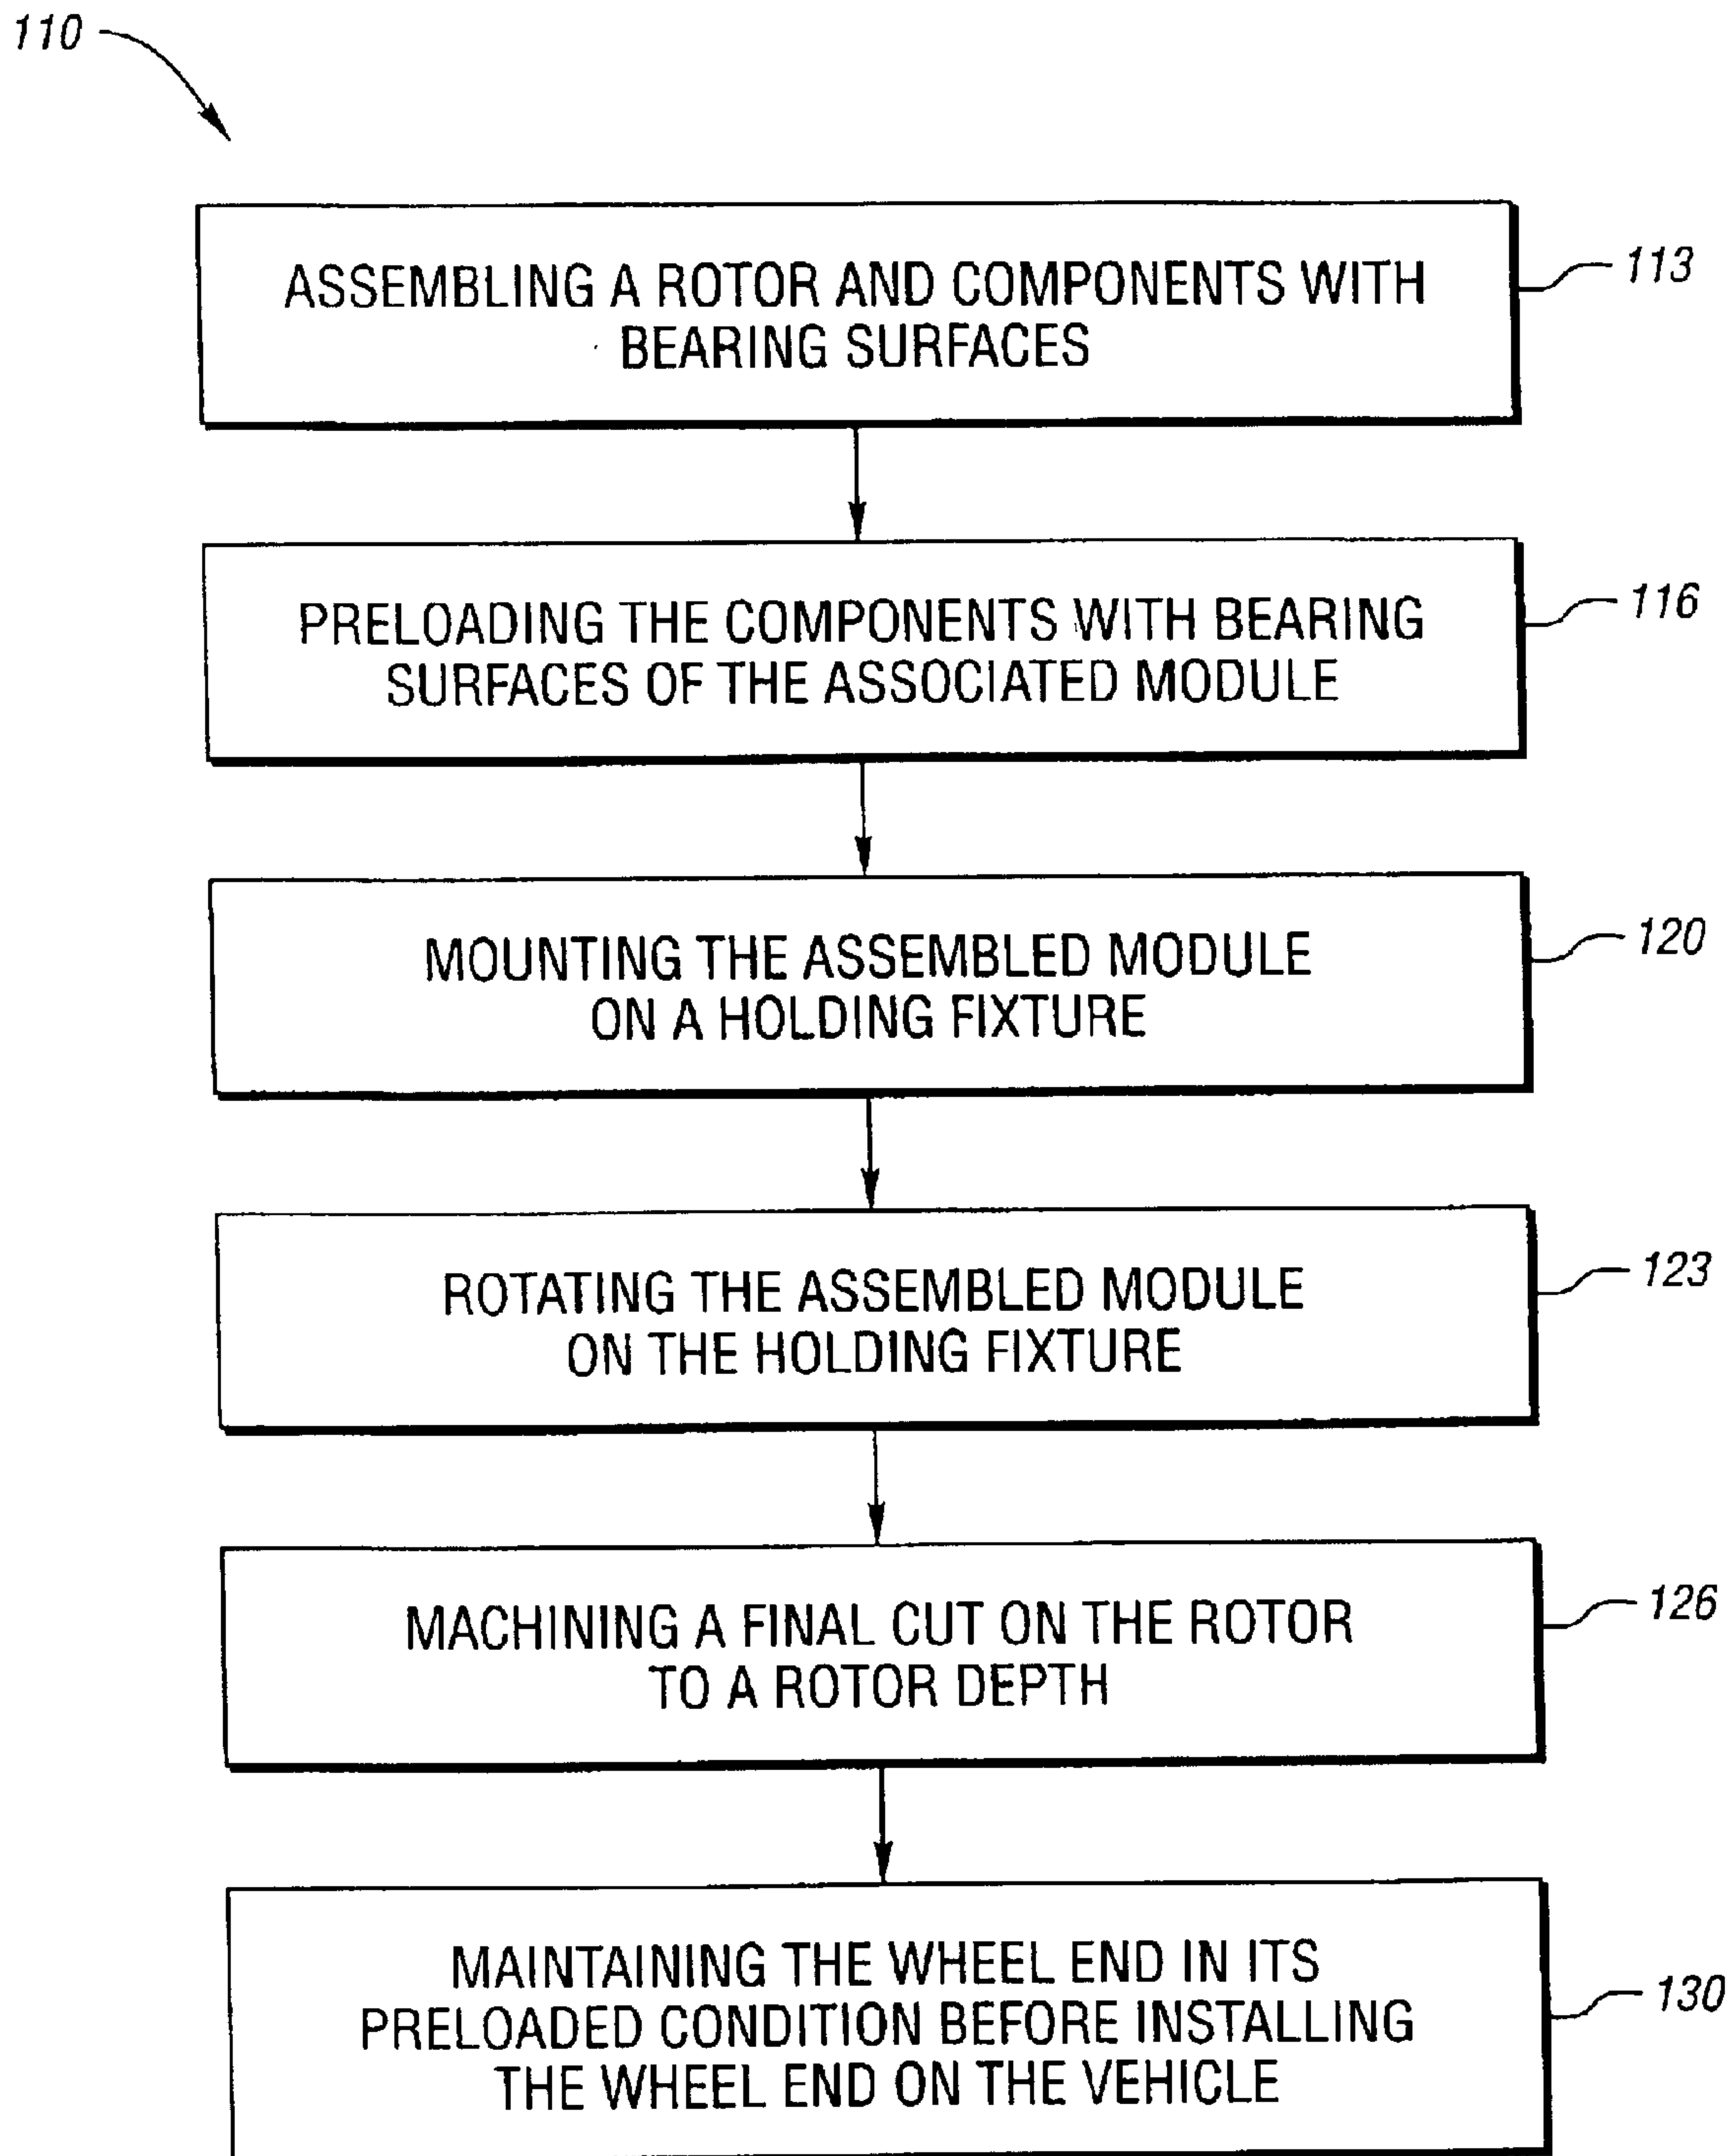 110
ASSEMBLING A ROTOR AND COMPONENTS WITH
BEARING SURFACES
113
PRELOADING THE COMPONENTS WITH BEARING
SURFACES OF THE ASSOCIATED MODULE
116
MOUNTING THE ASSEMBLED MODULE
ON A HOLDING FIXTURE
120
ROTATING THE ASSEMBLED MODULE
ON THE HOLDING FIXTURE
123
MACHINING A FINAL CUT ON THE ROTOR
TO A ROTOR DEPTH
126
MAINTAINING THE WHEEL END IN ITS
PRELOADED CONDITION BEFORE INSTALLING
THE WHEEL END ON THE VEHICLE
130